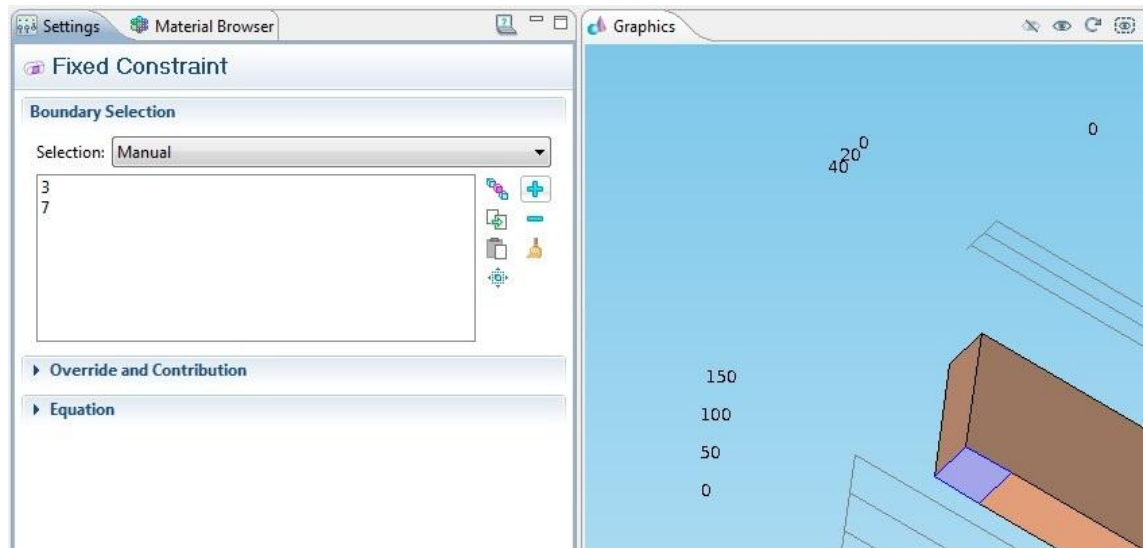 Settings
Material Browser
Fixed Constraint
Boundary Selection
Selection: Manual
3
7
Override and Contribution
Equation
Graphics
0
20
40
0
150
100
50
0